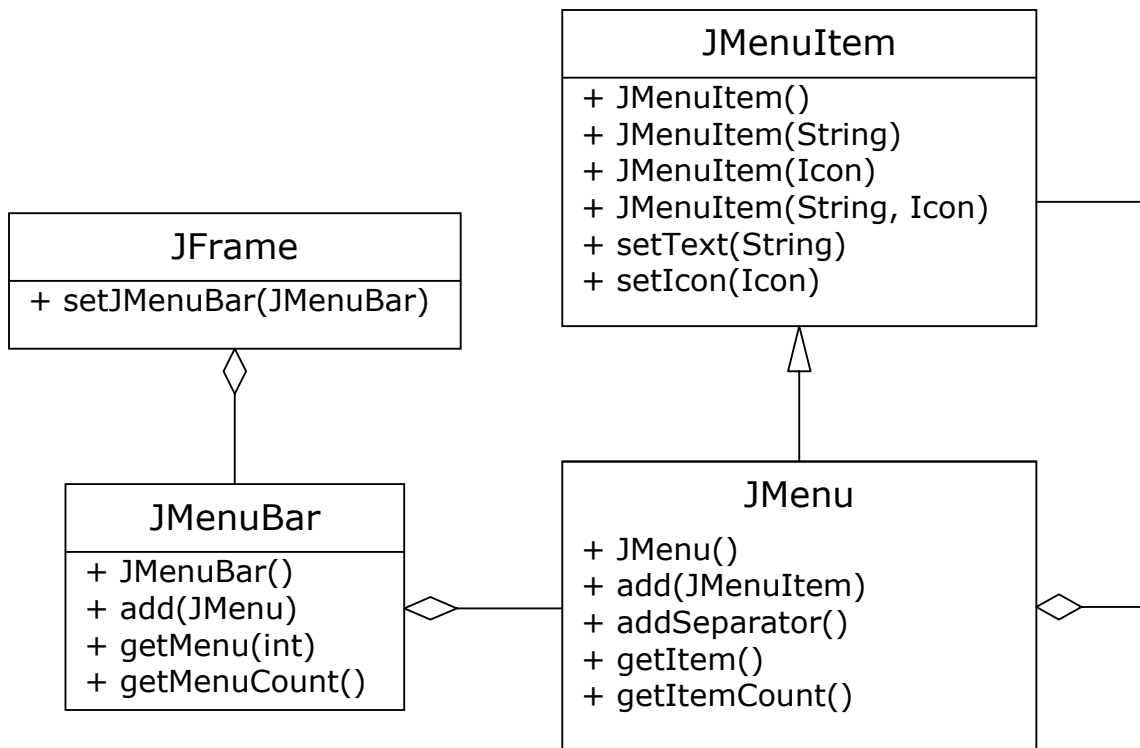 JMenuItem
+ JMenuItem()
+ JMenuItem(String)
+ JMenuItem(Icon)
+ JMenuItem(String, Icon)
+ setText(String)
+ setIcon(Icon)
JFrame
+ setJMenuBar(JMenuBar)
JMenuBar
+ JMenuBar()
+ add(JMenu)
+ getMenu(int)
+ getMenuCount()
JMenu
+ JMenu()
+ add(JMenuItem)
+ addSeparator()
+ getItem()
+ getItemCount()